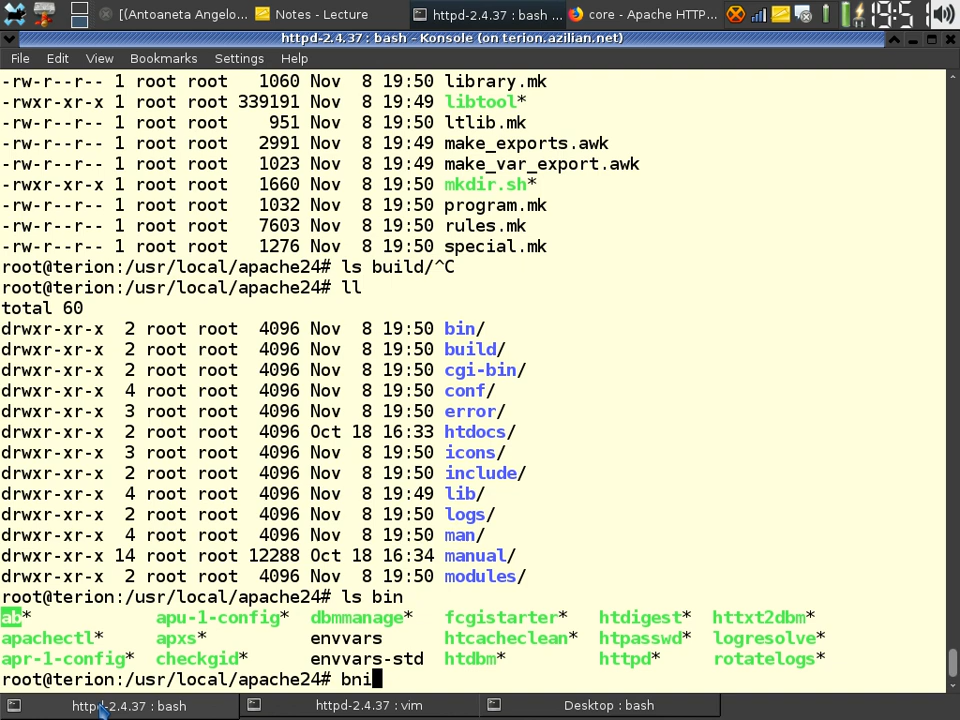 [(Antoaneta Angelo...
Notes - Lecture
httpd-2.4.37 : bash ...
core - Apache HTTP...
19:51
httpd-2.4.37 : bash - Konsole (on terion.azilian.net)
File Edit View Bookmarks Settings Help
-rw-r--r-- 1 root root   1060 Nov  8 19:50 library.mk
-rwxr-xr-x 1 root root 339191 Nov  8 19:49 libtool*
-rw-r--r-- 1 root root    951 Nov  8 19:50 ltlib.mk
-rw-r--r-- 1 root root   2991 Nov  8 19:49 make_exports.awk
-rw-r--r-- 1 root root   1023 Nov  8 19:49 make_var_export.awk
-rwxr-xr-x 1 root root   1660 Nov  8 19:50 mkdir.sh*
-rw-r--r-- 1 root root   1032 Nov  8 19:50 program.mk
-rw-r--r-- 1 root root   7603 Nov  8 19:50 rules.mk
-rw-r--r-- 1 root root   1276 Nov  8 19:50 special.mk
root@terion:/usr/local/apache24# ls build/^C
root@terion:/usr/local/apache24# ll
total 60
drwxr-xr-x  2 root root  4096 Nov  8 19:50 bin/
drwxr-xr-x  2 root root  4096 Nov  8 19:50 build/
drwxr-xr-x  2 root root  4096 Nov  8 19:50 cgi-bin/
drwxr-xr-x  4 root root  4096 Nov  8 19:50 conf/
drwxr-xr-x  3 root root  4096 Nov  8 19:50 error/
drwxr-xr-x  2 root root  4096 Oct 18 16:33 htdocs/
drwxr-xr-x  3 root root  4096 Nov  8 19:50 icons/
drwxr-xr-x  2 root root  4096 Nov  8 19:50 include/
drwxr-xr-x  4 root root  4096 Nov  8 19:49 lib/
drwxr-xr-x  2 root root  4096 Nov  8 19:50 logs/
drwxr-xr-x  4 root root  4096 Nov  8 19:50 man/
drwxr-xr-x 14 root root 12288 Oct 18 16:34 manual/
drwxr-xr-x  2 root root  4096 Nov  8 19:50 modules/
root@terion:/usr/local/apache24# ls bin
ab* apu-1-config* dbmmanage* fcgistarter* htdigest* httxt2dbm*
apachectl* apxs* envvars htcacheclean* htpasswd* logresolve*
apr-1-config* checkgid* envvars-std htdbm* httpd* rotatelogs*
root@terion:/usr/local/apache24# bni
httpd-2.4.37 : bash
httpd-2.4.37 : vim
Desktop : bash